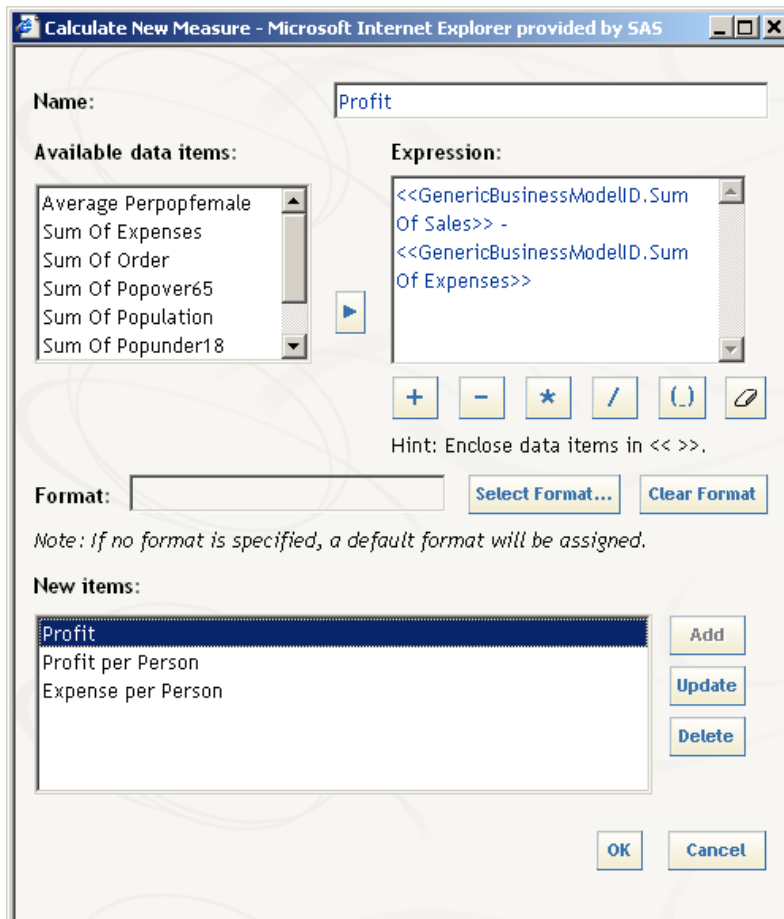 Calculate New Measure - Microsoft Internet Explorer provided by SAS
Name:
Profit
Available data items:
Average Perpopfemale
Sum Of Expenses
Sum Of Order
Sum Of Popover65
Sum Of Population
Sum Of Popunder18
Expression:
<<GenericBusinessModelID.Sum
Of Sales>> -
<<GenericBusinessModelID.Sum
Of Expenses>>
+ - * / (_)
Hint: Enclose data items in << >>.
Format:
Select Format...
Clear Format
Note: If no format is specified, a default format will be assigned.
New items:
Profit
Profit per Person
Expense per Person
Add
Update
Delete
OK
Cancel